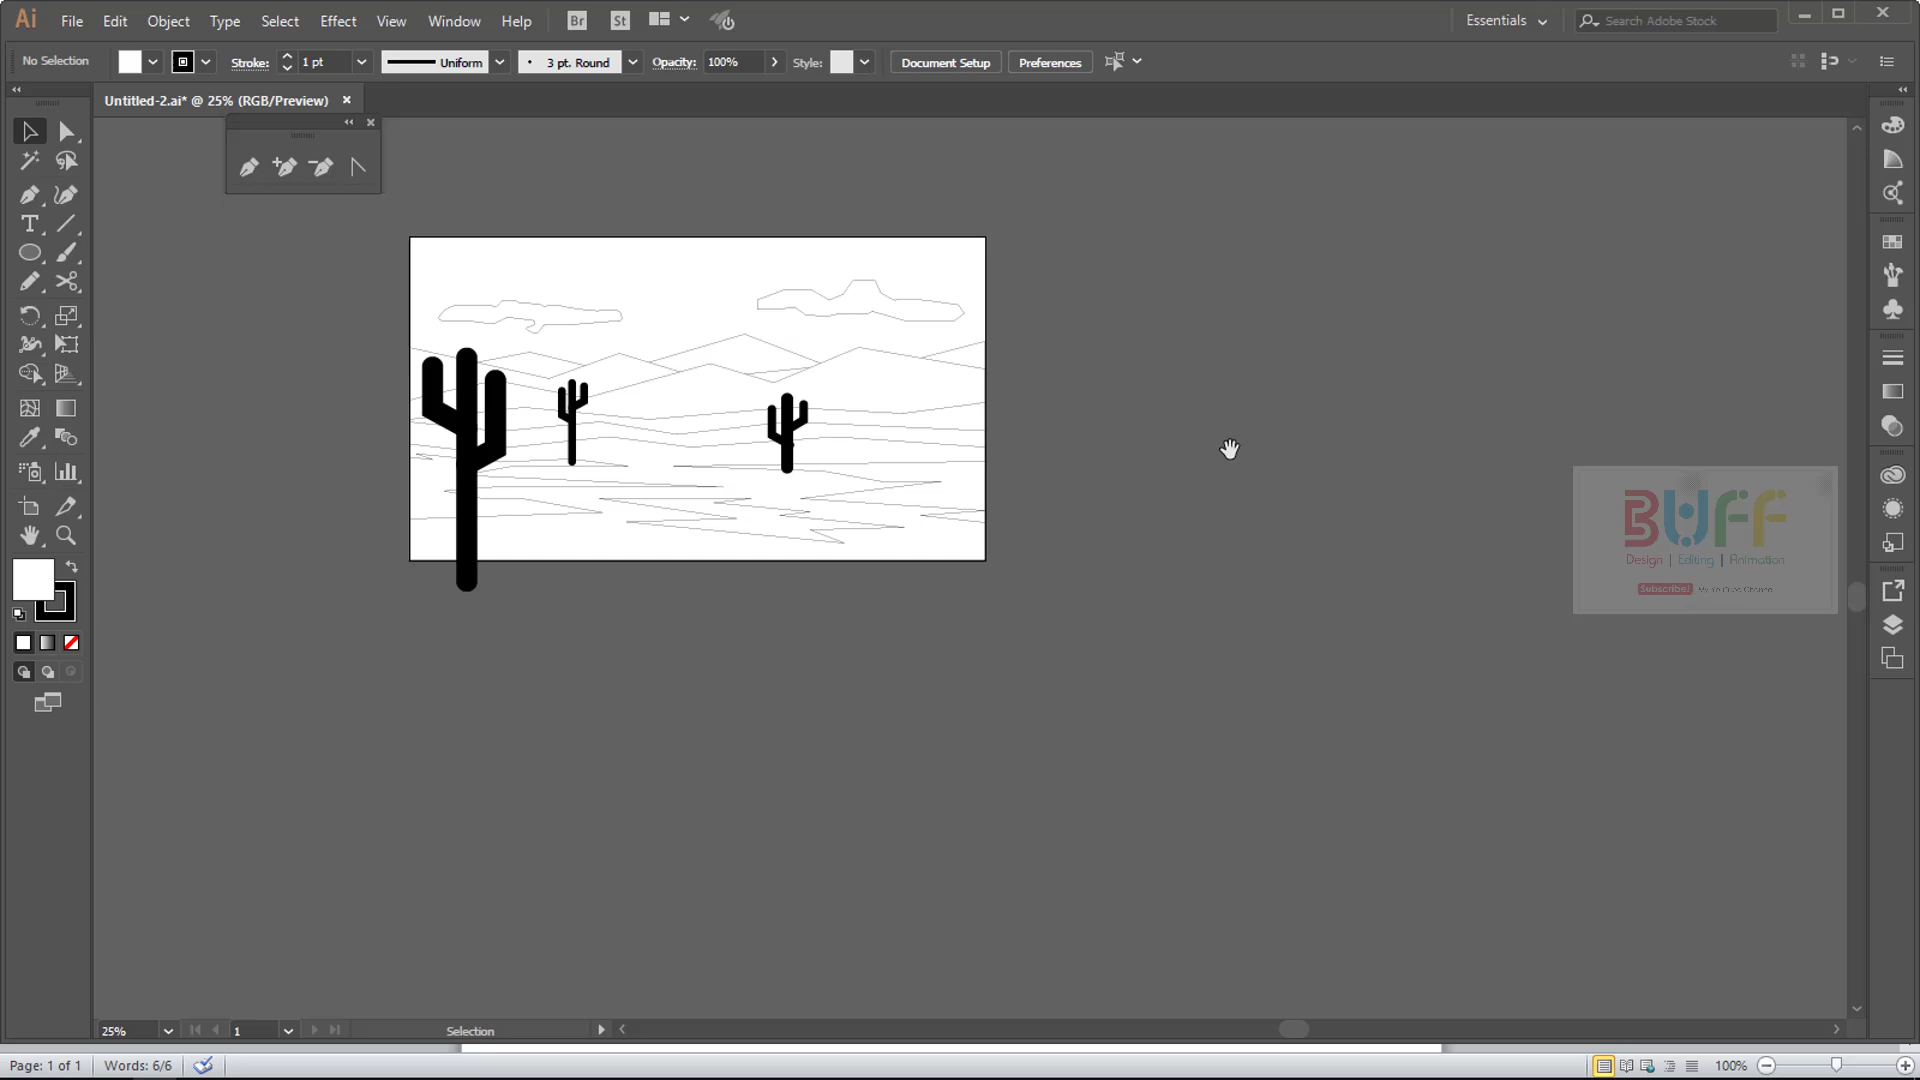 Ai File Edit Object Type Select Effect View Window Help Br St Essentials Search Adobe Stock
No Selection Stroke: 1 pt Uniform 3 pt. Round Opacity: 100% Style: Document Setup Preferences
Untitled-2.ai* @ 25% (RGB/Preview)
BUFF
Design | Editing | Animation
Subscribe!
25% 1 Selection
Page: 1 of 1 Words: 6/6 100%